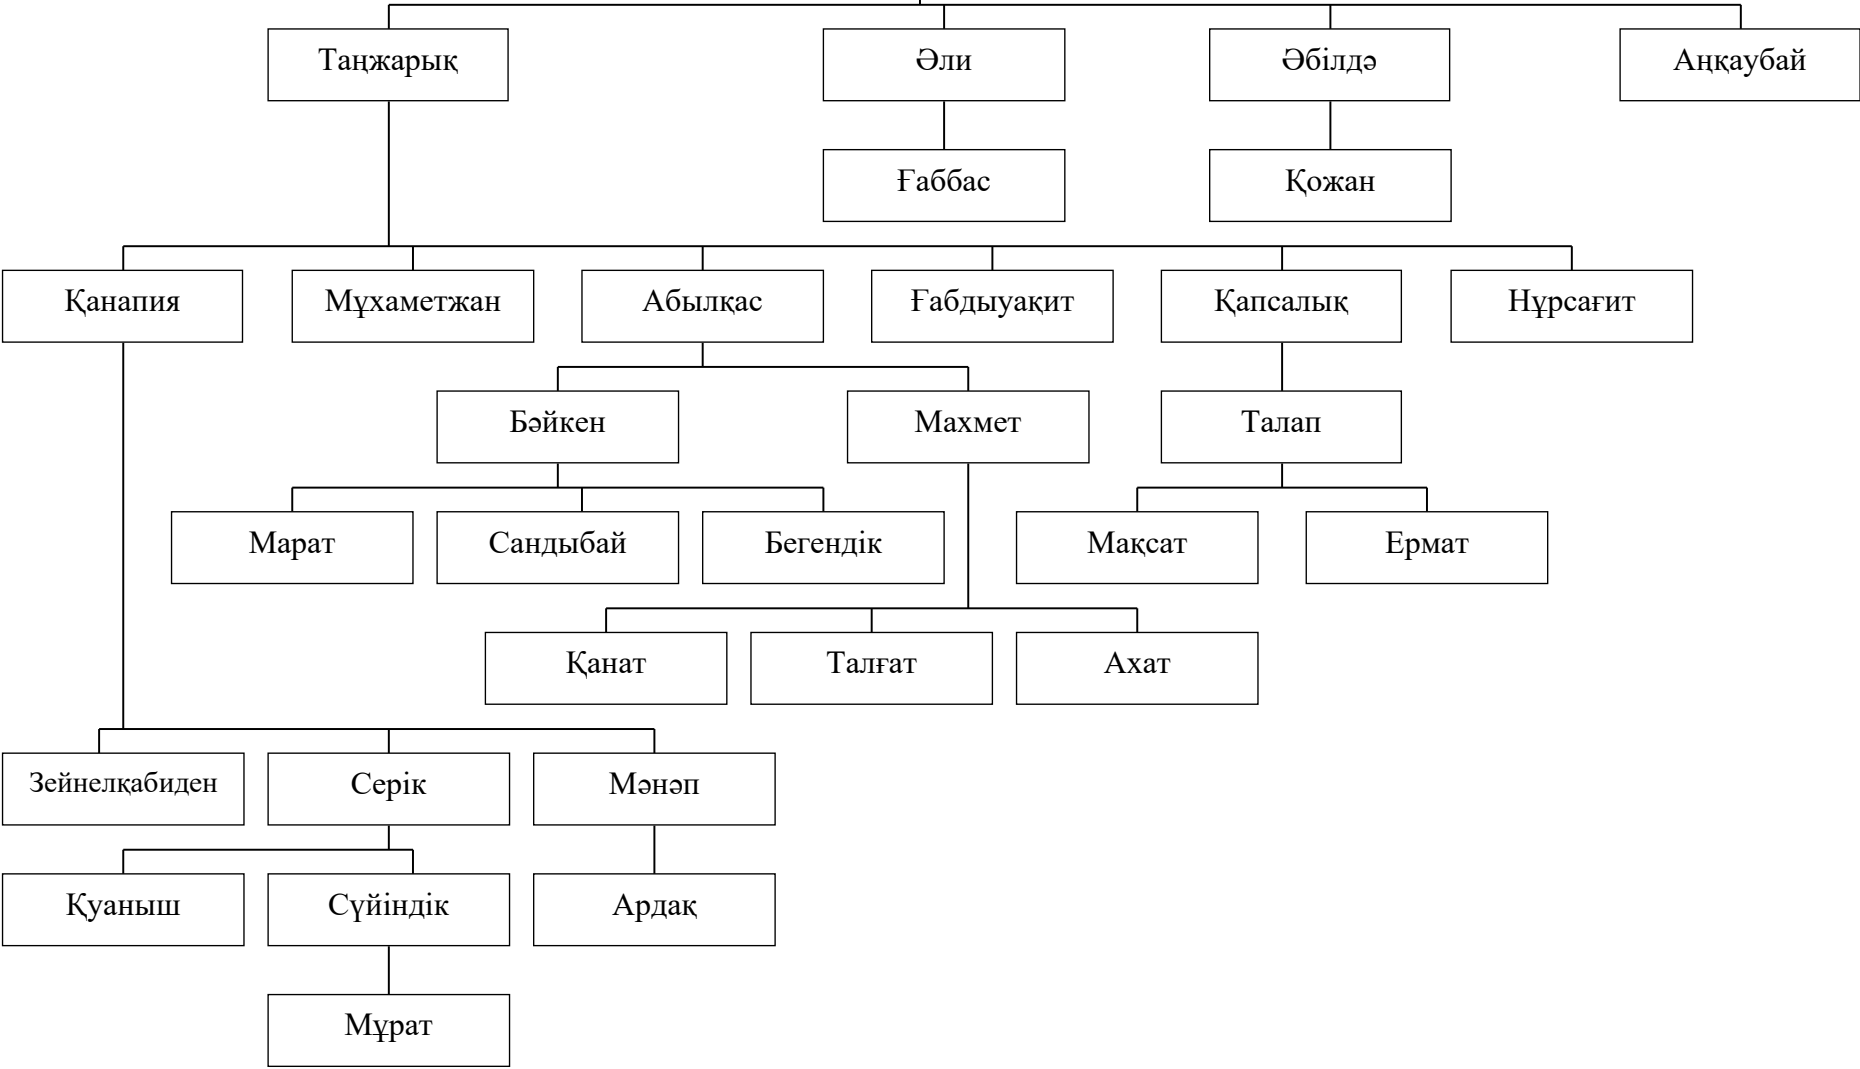 Таңжарық
Әли
Әбілдә
Аңқаубай
Ғаббас
Қожан
Қанапия
Мұхаметжан
Абылқас
Ғабдыуақит
Қапсалық
Нұрсағит
Бәйкен
Махмет
Талап
Марат
Сандыбай
Бегендік
Мақсат
Ермат
Қанат
Талғат
Ахат
Зейнелқабиден
Серік
Мәнәп
Қуаныш
Сүйіндік
Ардақ
Мұрат